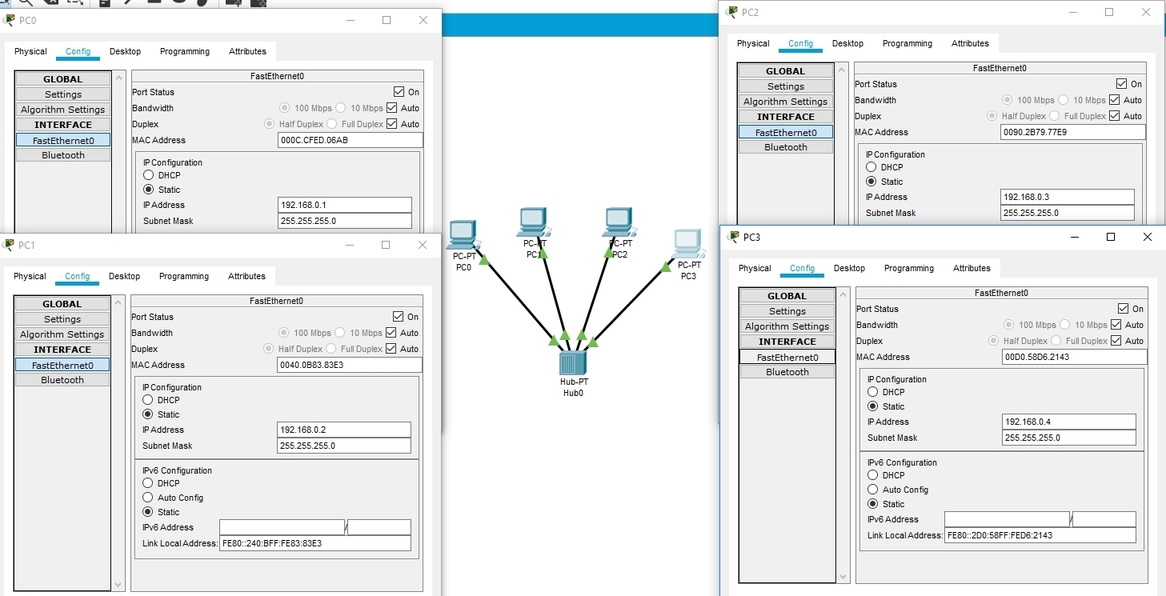 PC0
Physical Config Desktop Programming Attributes
GLOBAL
Settings
Algorithm Settings
INTERFACE
FastEthernet0
Bluetooth
FastEthernet0
Port Status On
Bandwidth 100 Mbps 10 Mbps Auto
Duplex Half Duplex Full Duplex Auto
MAC Address 000C.CFED.06AB
IP Configuration
DHCP
Static
IP Address 192.168.0.1
Subnet Mask 255.255.255.0
PC2
Physical Config Desktop Programming Attributes
GLOBAL
Settings
Algorithm Settings
INTERFACE
FastEthernet0
Bluetooth
FastEthernet0
Port Status On
Bandwidth 100 Mbps 10 Mbps Auto
Duplex Half Duplex Full Duplex Auto
MAC Address 0090.2B79.77E9
IP Configuration
DHCP
Static
IP Address 192.168.0.3
Subnet Mask 255.255.255.0
PC-PT
PC0
PC-PT
PC1
PC-PT
PC2
PC-PT
PC3
Hub-PT
Hub0
PC1
Physical Config Desktop Programming Attributes
GLOBAL
Settings
Algorithm Settings
INTERFACE
FastEthernet0
Bluetooth
FastEthernet0
Port Status On
Bandwidth 100 Mbps 10 Mbps Auto
Duplex Half Duplex Full Duplex Auto
MAC Address 0040.0B83.83E3
IP Configuration
DHCP
Static
IP Address 192.168.0.2
Subnet Mask 255.255.255.0
IPv6 Configuration
DHCP
Auto Config
Static
IPv6 Address /
Link Local Address: FE80::240:BFF:FE83:83E3
PC3
Physical Config Desktop Programming Attributes
GLOBAL
Settings
Algorithm Settings
INTERFACE
FastEthernet0
Bluetooth
FastEthernet0
Port Status On
Bandwidth 100 Mbps 10 Mbps Auto
Duplex Half Duplex Full Duplex Auto
MAC Address 00D0.58D6.2143
IP Configuration
DHCP
Static
IP Address 192.168.0.4
Subnet Mask 255.255.255.0
IPv6 Configuration
DHCP
Auto Config
Static
IPv6 Address /
Link Local Address: FE80::2D0:58FF:FED6:2143